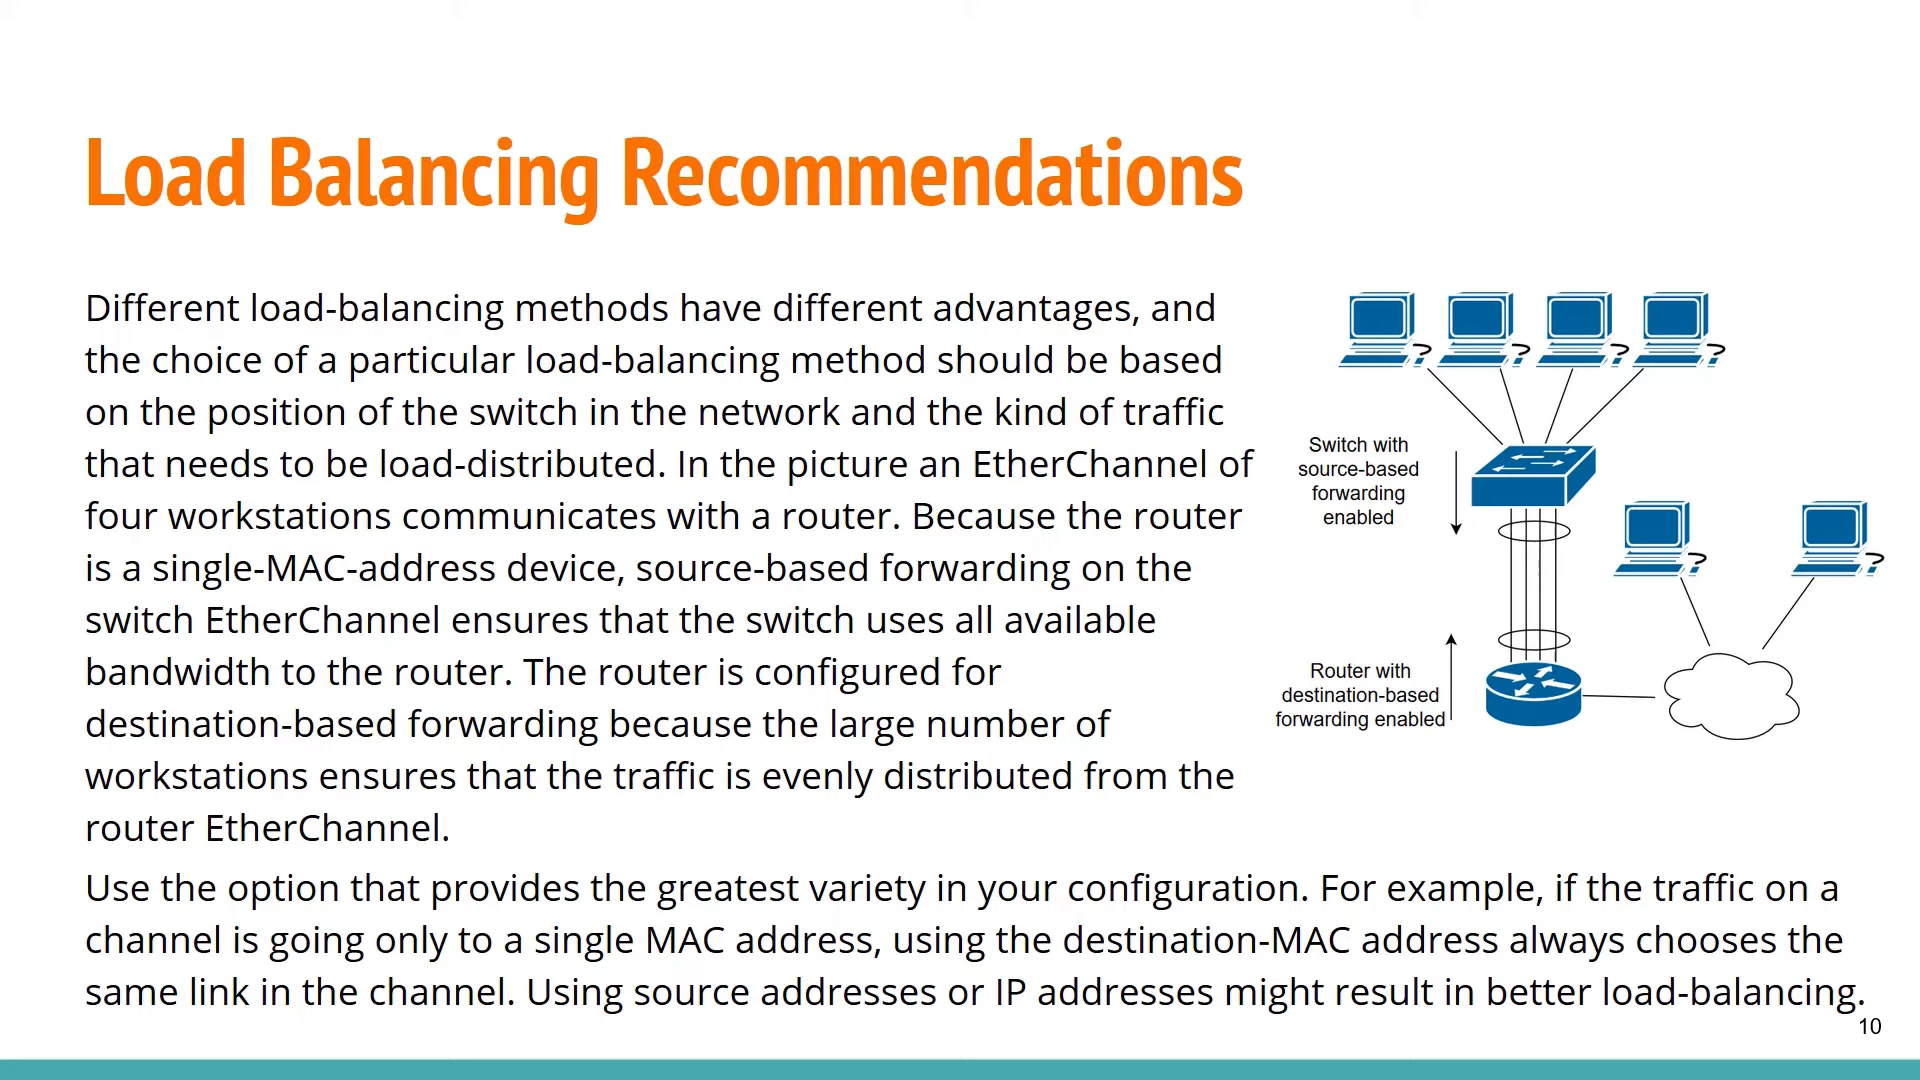 Load Balancing Recommendations
Different load-balancing methods have different advantages, and
the choice of a particular load-balancing method should be based
on the position of the switch in the network and the kind of traffic
that needs to be load-distributed. In the picture an EtherChannel of
four workstations communicates with a router. Because the router
is a single-MAC-address device, source-based forwarding on the
switch EtherChannel ensures that the switch uses all available
bandwidth to the router. The router is configured for
destination-based forwarding because the large number of
workstations ensures that the traffic is evenly distributed from the
router EtherChannel.
Switch with
source-based
forwarding
enabled
Router with
destination-based
forwarding enabled
Use the option that provides the greatest variety in your configuration. For example, if the traffic on a
channel is going only to a single MAC address, using the destination-MAC address always chooses the
same link in the channel. Using source addresses or IP addresses might result in better load-balancing.
10